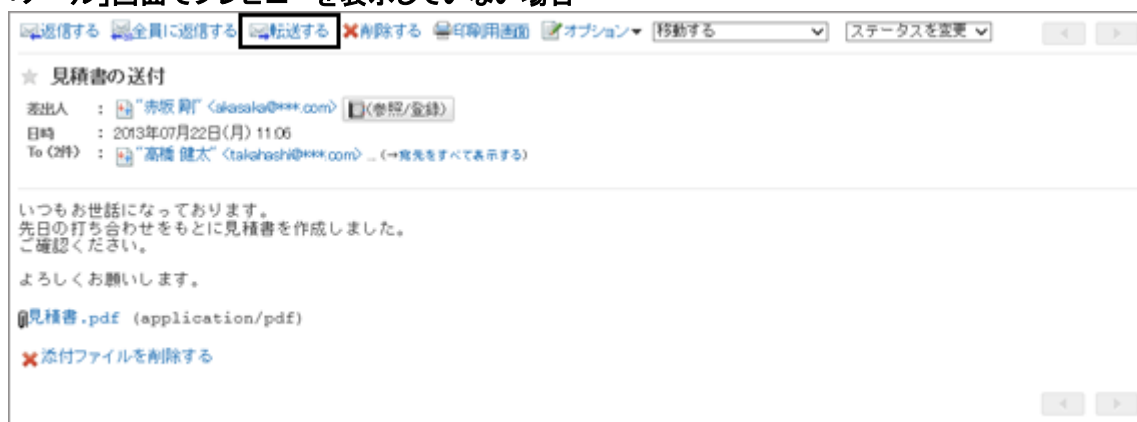 メール」画面でプレビューを表示していない場合
返信する 全員に返信する 転送する 削除する 印刷用画面 オプション▼ 移動する ステータスを変更
見積書の送付
差出人 : "赤坂 剛" <akasaka@***.com> (参照/登録)
日時 : 2013年07月22日(月) 11:06
To (2件) : "高橋 健太" <takahashi@***.com> ... (→宛先をすべて表示する)
いつもお世話になっております。
先日の打ち合わせをもとに見積書を作成しました。
ご確認ください。
よろしくお願いします。
見積書.pdf (application/pdf)
添付ファイルを削除する